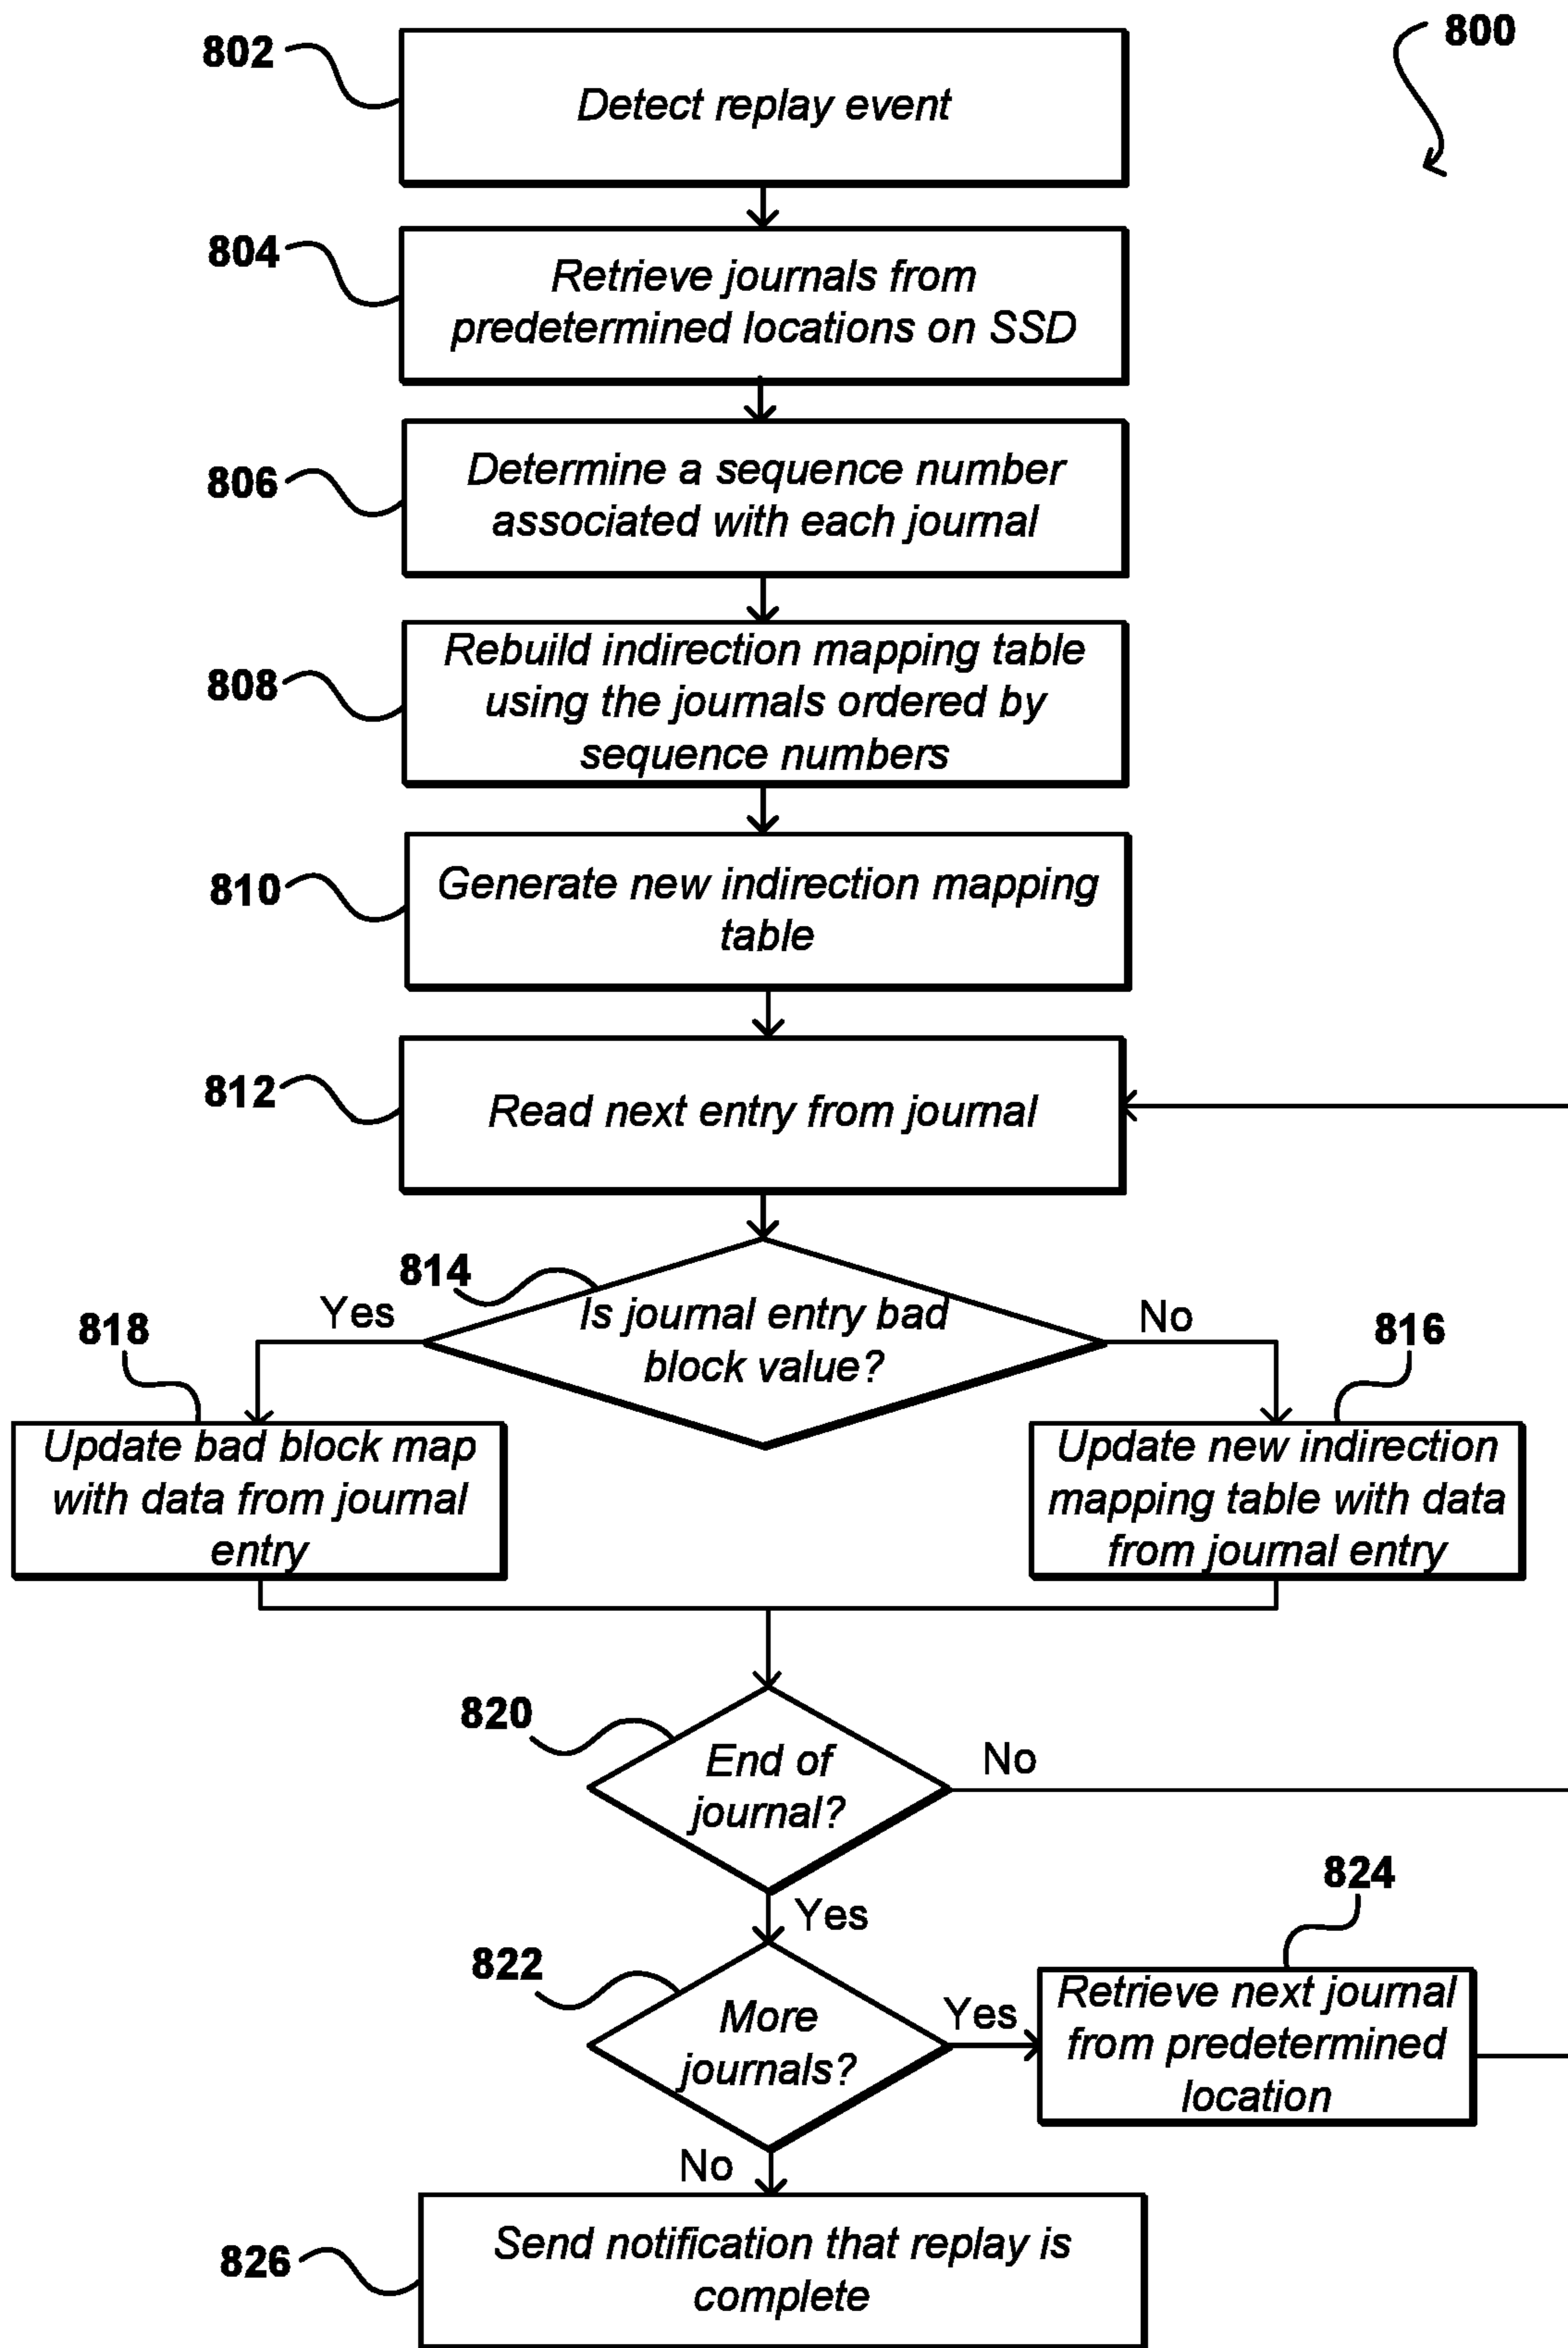 800
802
Detect replay event
804
Retrieve journals from
predetermined locations on SSD
806
Determine a sequence number
associated with each journal
808
Rebuild indirection mapping table
using the journals ordered by
sequence numbers
810
Generate new indirection mapping
table
812
Read next entry from journal
814
Is journal entry bad
block value?
Yes
No
818
Update bad block map
with data from journal
entry
816
Update new indirection
mapping table with data
from journal entry
820
End of
journal?
No
Yes
822
More
journals?
Yes
824
Retrieve next journal
from predetermined
location
No
826
Send notification that replay is
complete